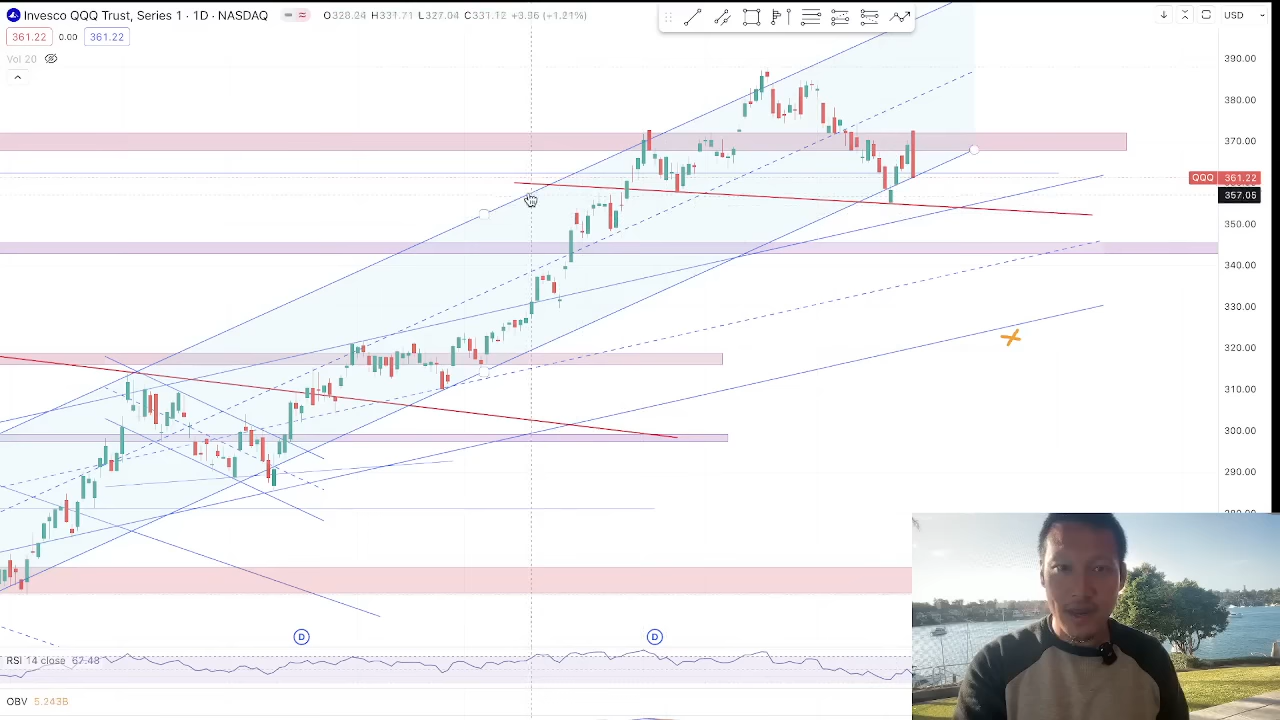 Invesco QQQ Trust, Series 1 · 1D · NASDAQ O328.24 H331.71 L327.04 C331.12 +3.96 (+1.21%) USD
361.22 0.00 361.22
Vol 20
390.00
380.00
370.00
QQQ 361.22
357.05
350.00
340.00
330.00
320.00
310.00
300.00
290.00
D D
RSI 14 close 67.48
OBV 5.243B